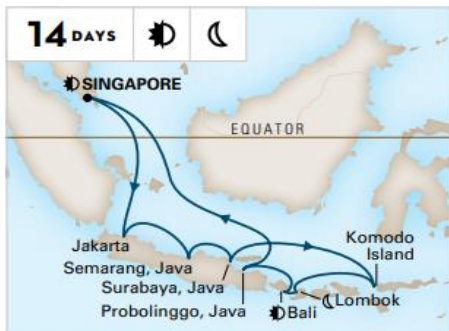 14 DAYS
SINGAPORE
EQUATOR
Komodo
Island
Jakarta
Semarang, Java
Surabaya, Java
Probolinggo, Java
Bali
Lombok